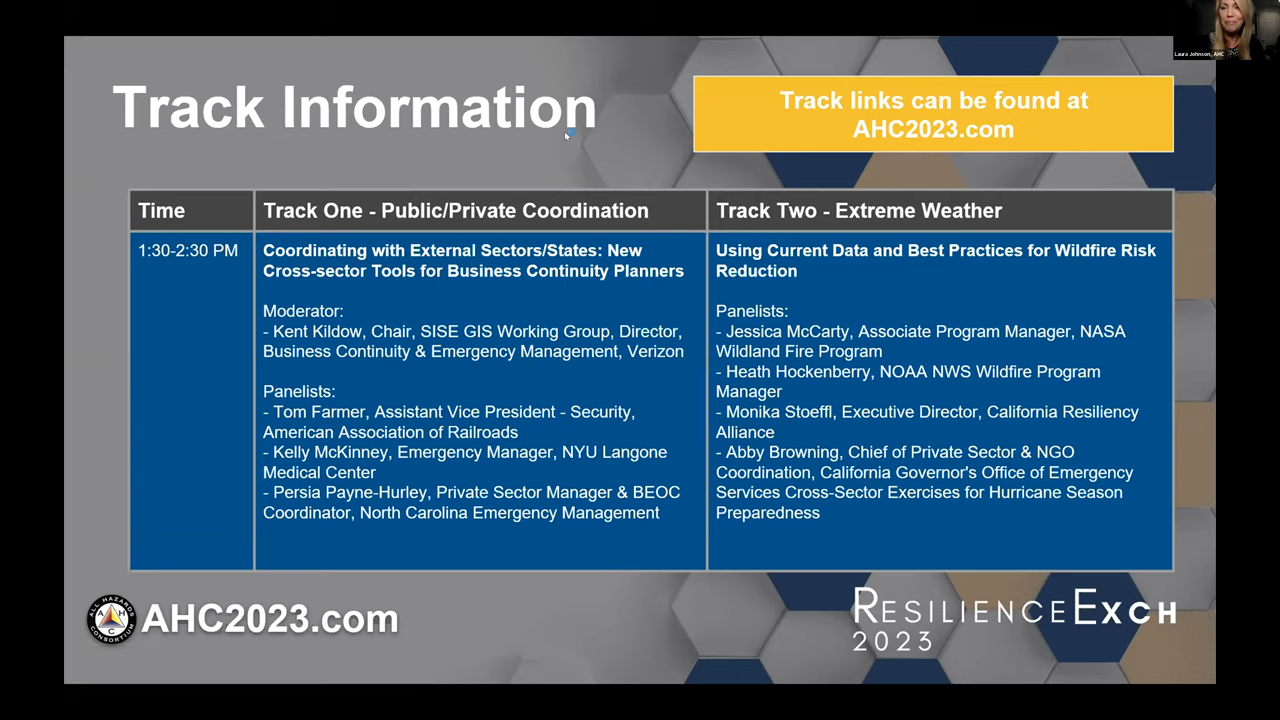 Laura Johnson, AHC
Track Information
Track links can be found at
AHC2023.com
Time
Track One - Public/Private Coordination
Track Two - Extreme Weather
1:30-2:30 PM
Coordinating with External Sectors/States: New
Cross-sector Tools for Business Continuity Planners
Moderator:
- Kent Kildow, Chair, SISE GIS Working Group, Director,
Business Continuity & Emergency Management, Verizon
Panelists:
- Tom Farmer, Assistant Vice President - Security,
American Association of Railroads
- Kelly McKinney, Emergency Manager, NYU Langone
Medical Center
- Persia Payne-Hurley, Private Sector Manager & BEOC
Coordinator, North Carolina Emergency Management
Using Current Data and Best Practices for Wildfire Risk
Reduction
Panelists:
- Jessica McCarty, Associate Program Manager, NASA
Wildland Fire Program
- Heath Hockenberry, NOAA NWS Wildfire Program
Manager
- Monika Stoeffl, Executive Director, California Resiliency
Alliance
- Abby Browning, Chief of Private Sector & NGO
Coordination, California Governor's Office of Emergency
Services Cross-Sector Exercises for Hurricane Season
Preparedness
ALL HAZARDS
A H
C
CONSORTIUM
AHC2023.com
RESILIENCEEXCH
2023